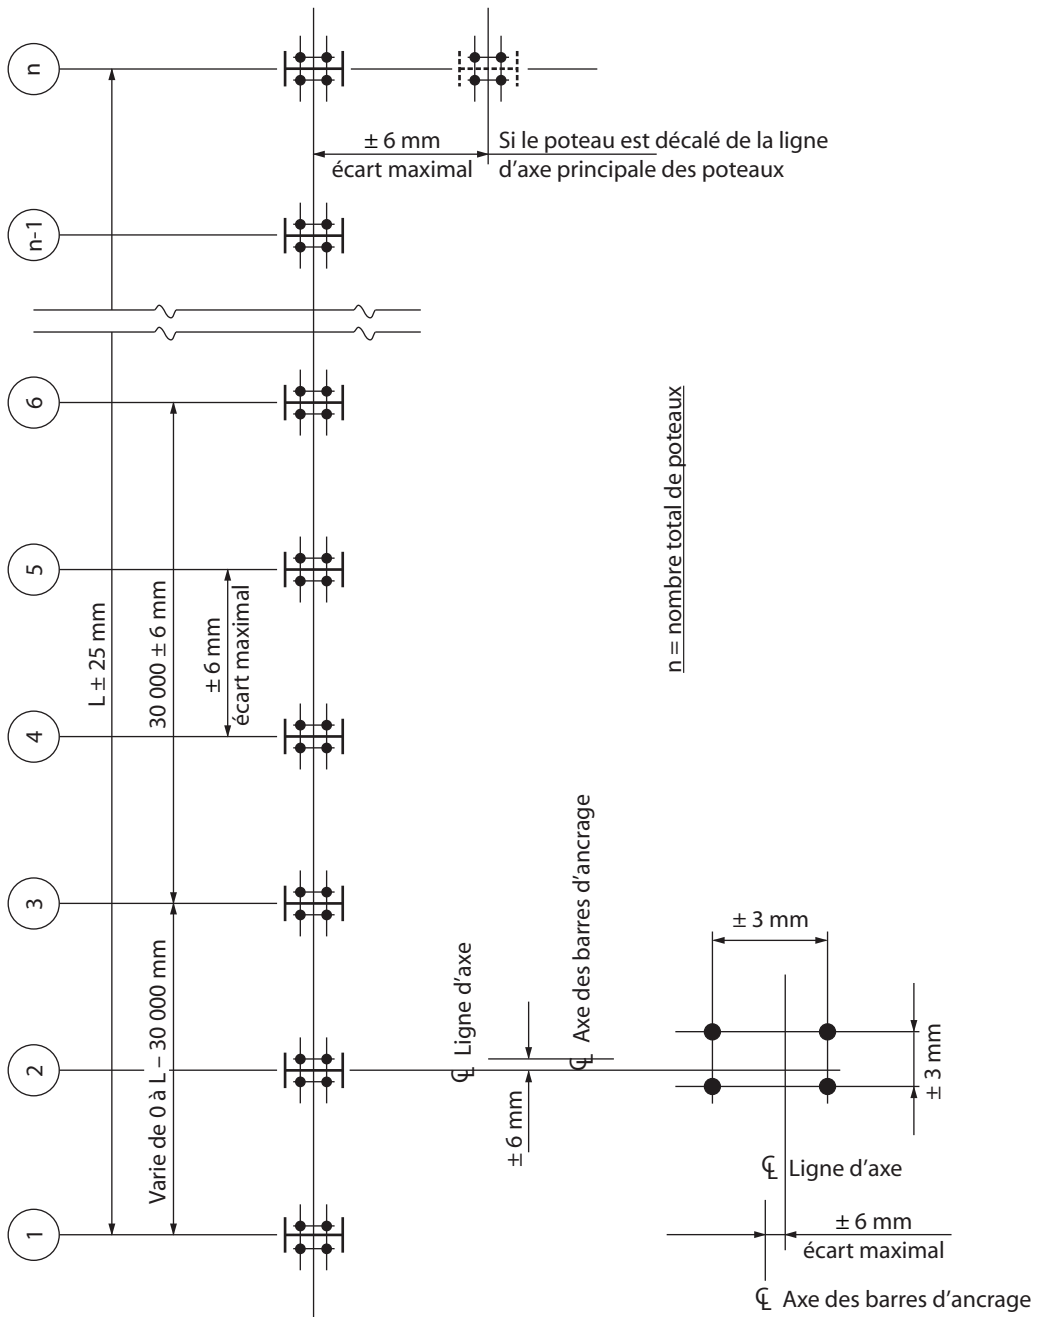 n
± 6 mm
écart maximal
Si le poteau est décalé de la ligne
d'axe principale des poteaux
n-1
6
5
4
3
2
1
L ± 25 mm
30 000 ± 6 mm
± 6 mm
écart maximal
Varie de 0 à L – 30 000 mm
n = nombre total de poteaux
℄ Ligne d'axe
℄ Axe des barres d'ancrage
± 6 mm
± 3 mm
± 3 mm
℄ Ligne d'axe
± 6 mm
écart maximal
℄ Axe des barres d'ancrage